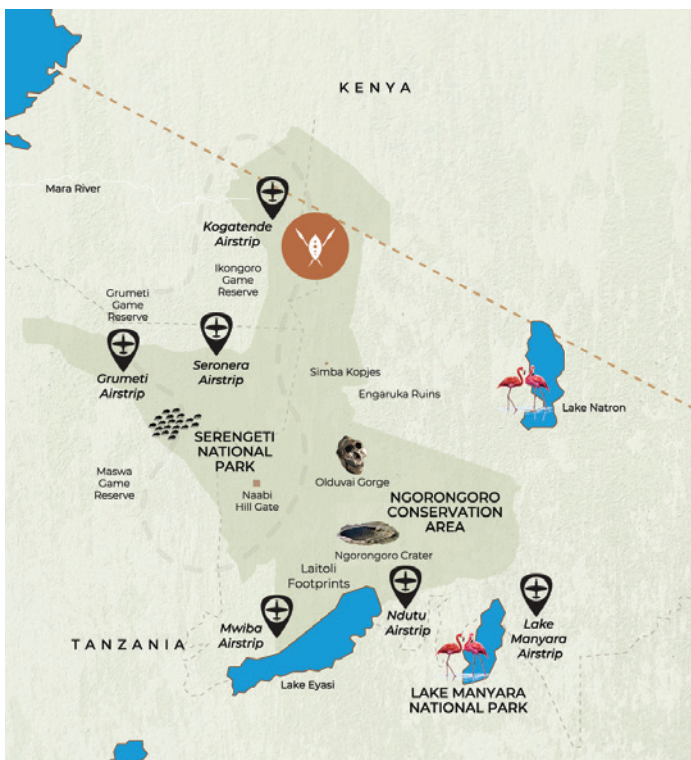 KENYA
Mara River
Kogatende
Airstrip
Ikongoro
Game
Reserve
Grumeti
Game
Reserve
Seronera
Airstrip
Grumeti
Airstrip
Simba Kopjes
Engaruka Ruins
Lake Natron
SERENGETI
NATIONAL
PARK
Maswa
Game
Reserve
Naabi
Hill Gate
Olduvai Gorge
NGORONGORO
CONSERVATION
AREA
Ngorongoro Crater
Laitoli
Footprints
Mwiba
Airstrip
Ndutu
Airstrip
Lake
Manyara
Airstrip
TANZANIA
Lake Eyasi
LAKE MANYARA
NATIONAL PARK